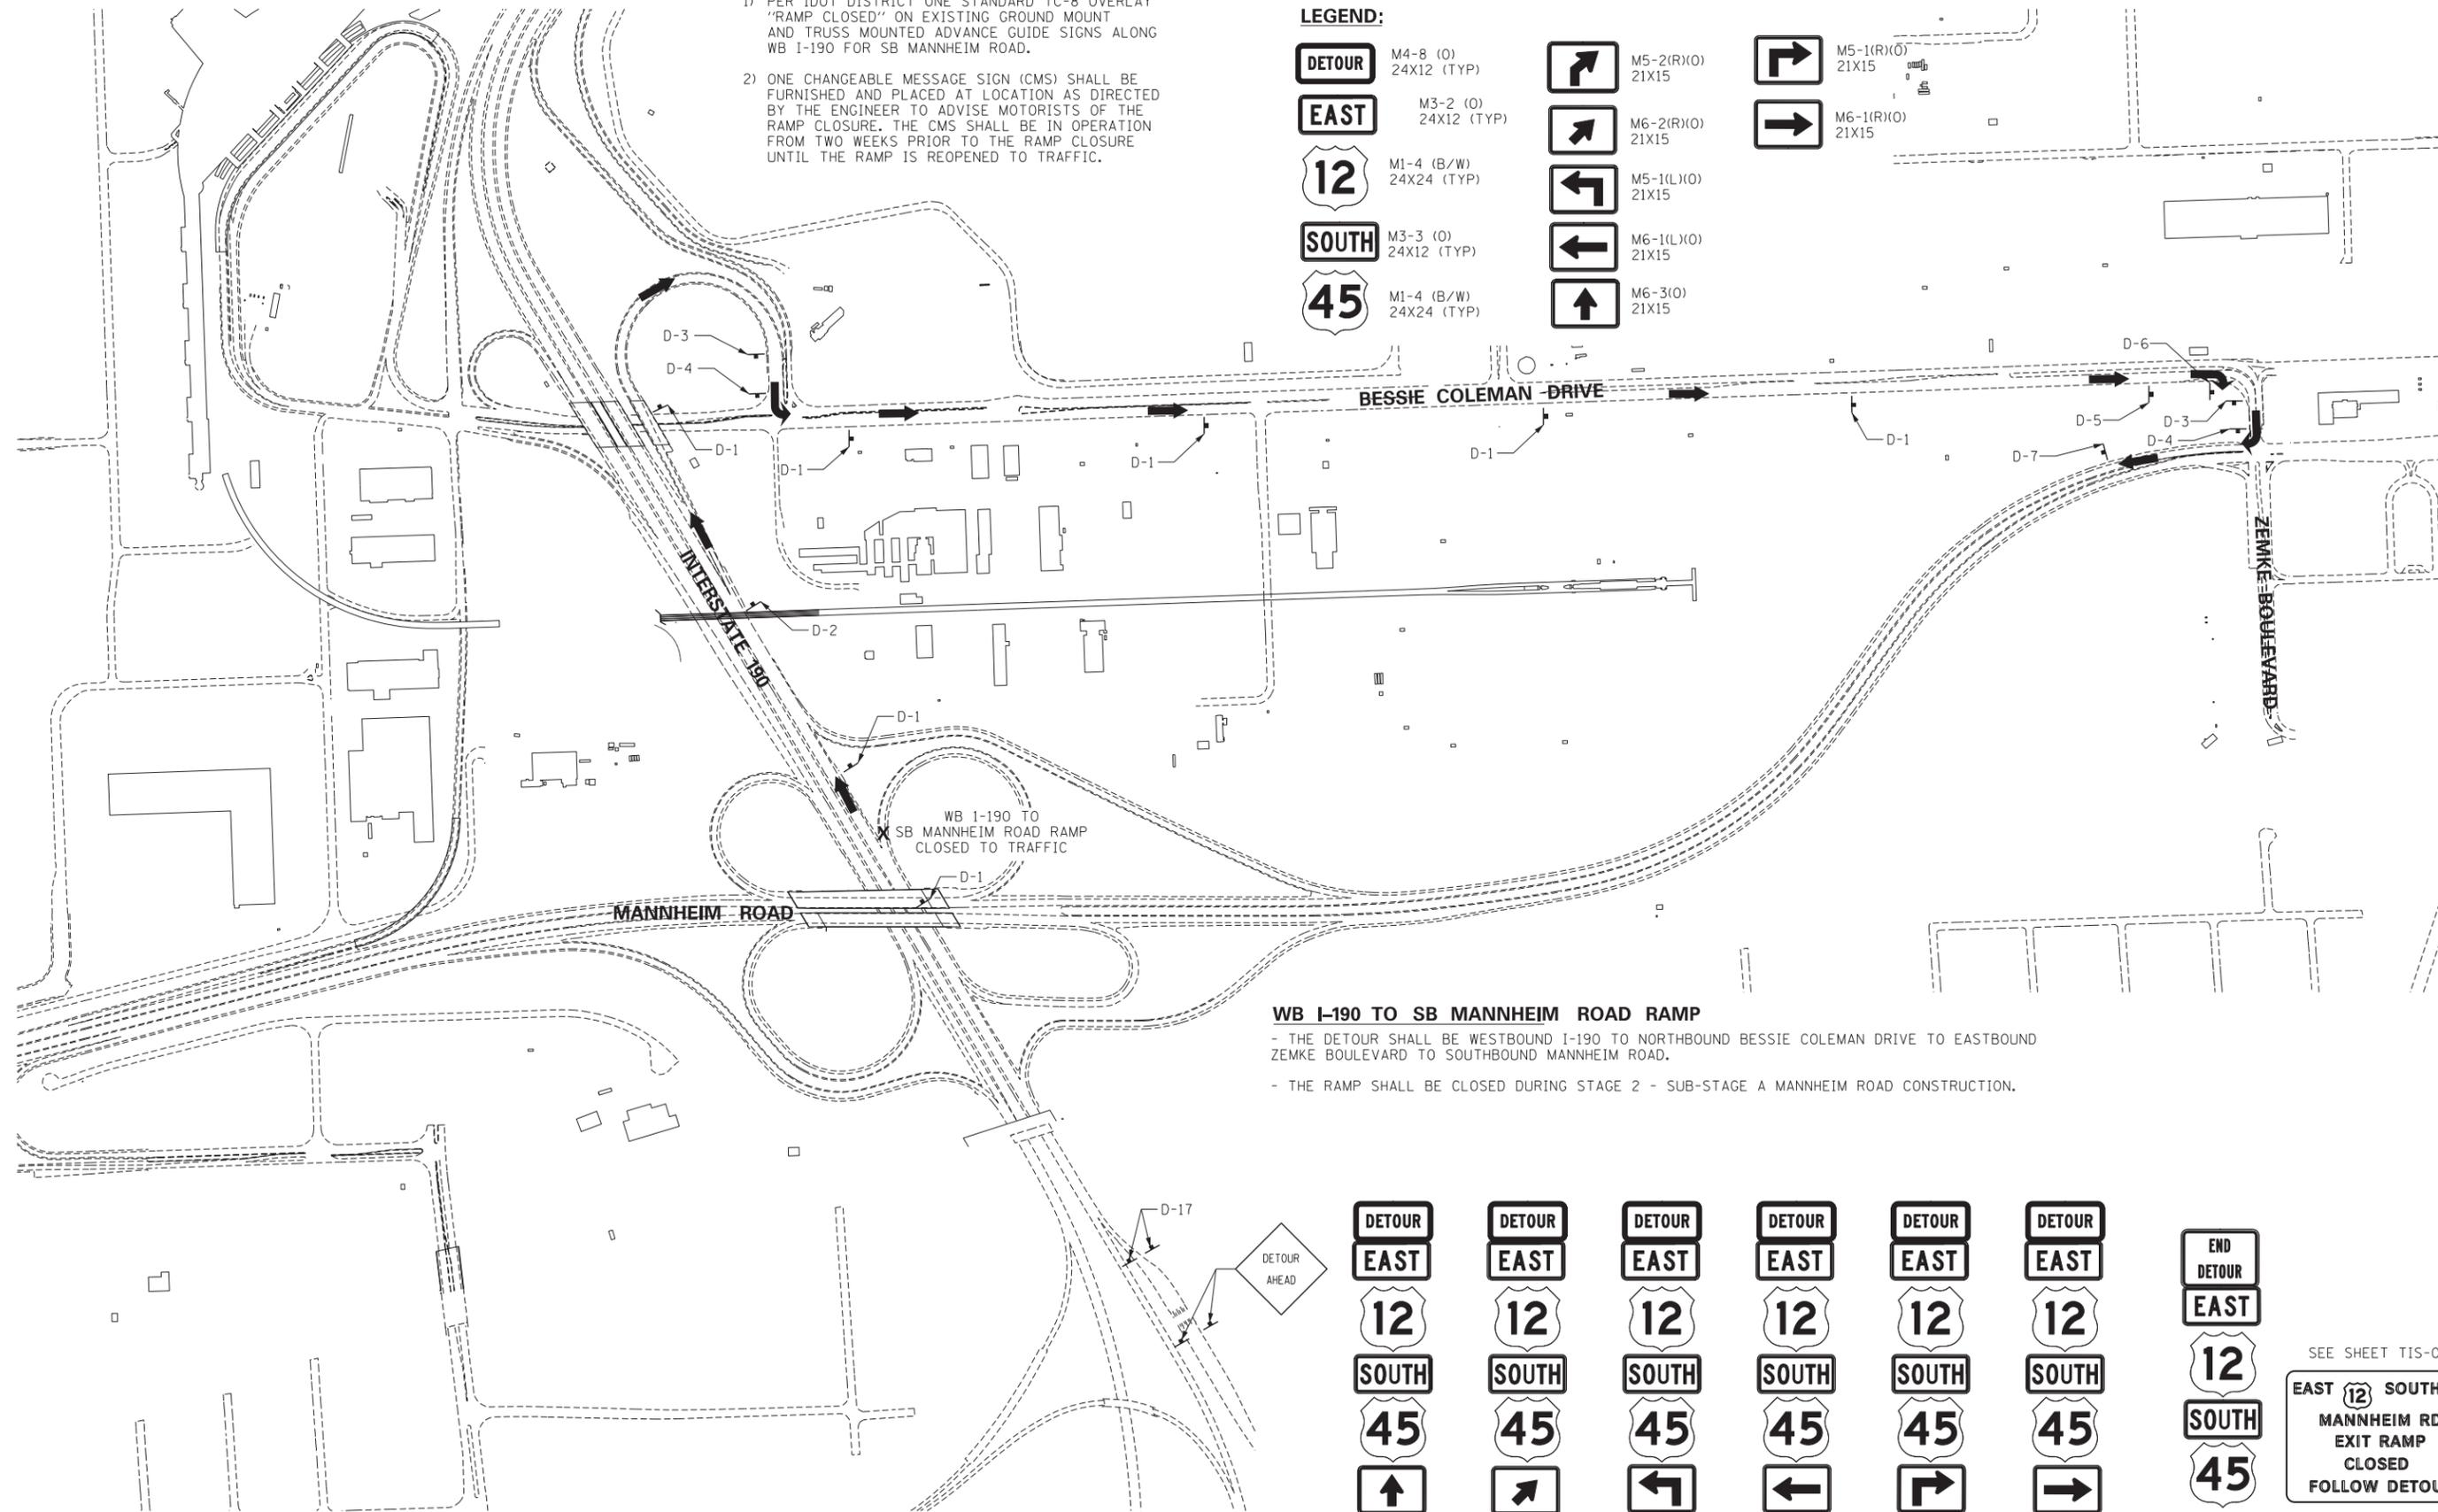 1) PER IDOT DISTRICT ONE STANDARD TC-8 OVERLAY
"RAMP CLOSED" ON EXISTING GROUND MOUNT
AND TRUSS MOUNTED ADVANCE GUIDE SIGNS ALONG
WB I-190 FOR SB MANNHEIM ROAD.
2) ONE CHANGEABLE MESSAGE SIGN (CMS) SHALL BE
FURNISHED AND PLACED AT LOCATION AS DIRECTED
BY THE ENGINEER TO ADVISE MOTORISTS OF THE
RAMP CLOSURE. THE CMS SHALL BE IN OPERATION
FROM TWO WEEKS PRIOR TO THE RAMP CLOSURE
UNTIL THE RAMP IS REOPENED TO TRAFFIC.
LEGEND:
DETOUR
M4-8 (O)
24X12 (TYP)
EAST
M3-2 (O)
24X12 (TYP)
12
M1-4 (B/W)
24X24 (TYP)
SOUTH
M3-3 (O)
24X12 (TYP)
45
M1-4 (B/W)
24X24 (TYP)
M5-2(R)(O)
21X15
M6-2(R)(O)
21X15
M5-1(L)(O)
21X15
M6-1(L)(O)
21X15
M6-3(O)
21X15
M5-1(R)(O)
21X15
M6-1(R)(O)
21X15
D-3
D-4
D-1
D-1
D-1
D-1
D-1
BESSIE COLEMAN DRIVE
D-6
D-5
D-3
D-4
D-7
ZEMKE BOULEVARD
INTERSTATE 190
D-2
D-1
WB I-190 TO
X SB MANNHEIM ROAD RAMP
CLOSED TO TRAFFIC
D-1
MANNHEIM ROAD
WB I-190 TO SB MANNHEIM ROAD RAMP
- THE DETOUR SHALL BE WESTBOUND I-190 TO NORTHBOUND BESSIE COLEMAN DRIVE TO EASTBOUND
ZEMKE BOULEVARD TO SOUTHBOUND MANNHEIM ROAD.
- THE RAMP SHALL BE CLOSED DURING STAGE 2 - SUB-STAGE A MANNHEIM ROAD CONSTRUCTION.
D-17
DETOUR
AHEAD
DETOUR
EAST
12
SOUTH
45
DETOUR
EAST
12
SOUTH
45
DETOUR
EAST
12
SOUTH
45
DETOUR
EAST
12
SOUTH
45
DETOUR
EAST
12
SOUTH
45
DETOUR
EAST
12
SOUTH
45
END
DETOUR
EAST
12
SOUTH
45
SEE SHEET
EAST 12 SOUTH
MANNHEIM RD
EXIT RAMP
CLOSED
FOLLOW